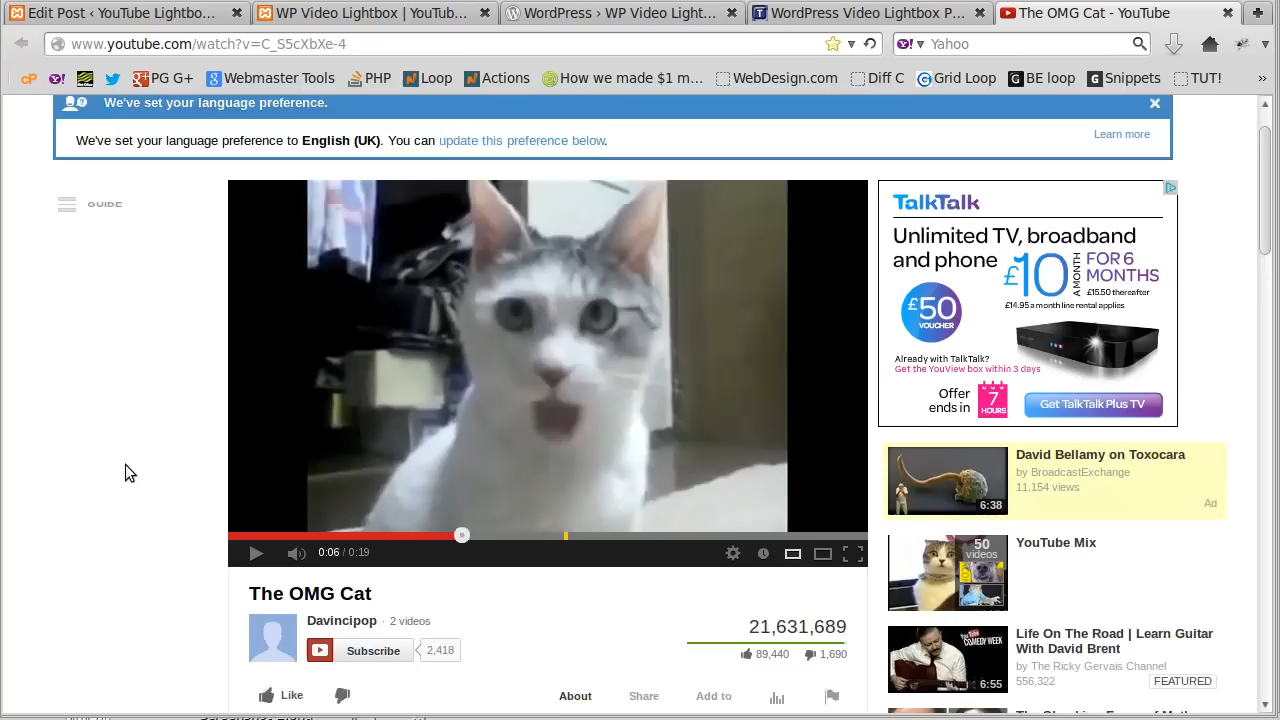 Edit Post ‹ YouTube Lightbo...
WP Video Lightbox | YouTub...
WordPress › WP Video Light...
WordPress Video Lightbox P...
The OMG Cat - YouTube
www.youtube.com/watch?v=C_S5cXbXe-4
Yahoo
cP
PG G+
Webmaster Tools
PHP
Loop
Actions
How we made $1 m...
WebDesign.com
Diff C
Grid Loop
BE loop
Snippets
TUT!
»
We've set your language preference.
We've set your language preference to English (UK). You can update this preference below.
Learn more
GUIDE
TalkTalk
Unlimited TV, broadband
and phone
£10
A MONTH
FOR 6
MONTHS
£15.50 thereafter
£14.95 a month line rental applies
£50
VOUCHER
Already with TalkTalk?
Get the YouView box within 3 days
Offer
ends in
7
HOURS
Get TalkTalk Plus TV
0:06 / 0:19
The OMG Cat
Davincipop · 2 videos
Subscribe
2,418
21,631,689
89,440
1,690
Like
About
Share
Add to
David Bellamy on Toxocara
by BroadcastExchange
11,154 views
Ad
6:38
50
videos
YouTube Mix
Life On The Road | Learn Guitar
With David Brent
by The Ricky Gervais Channel
556,322
FEATURED
COMEDY WEEK
6:55